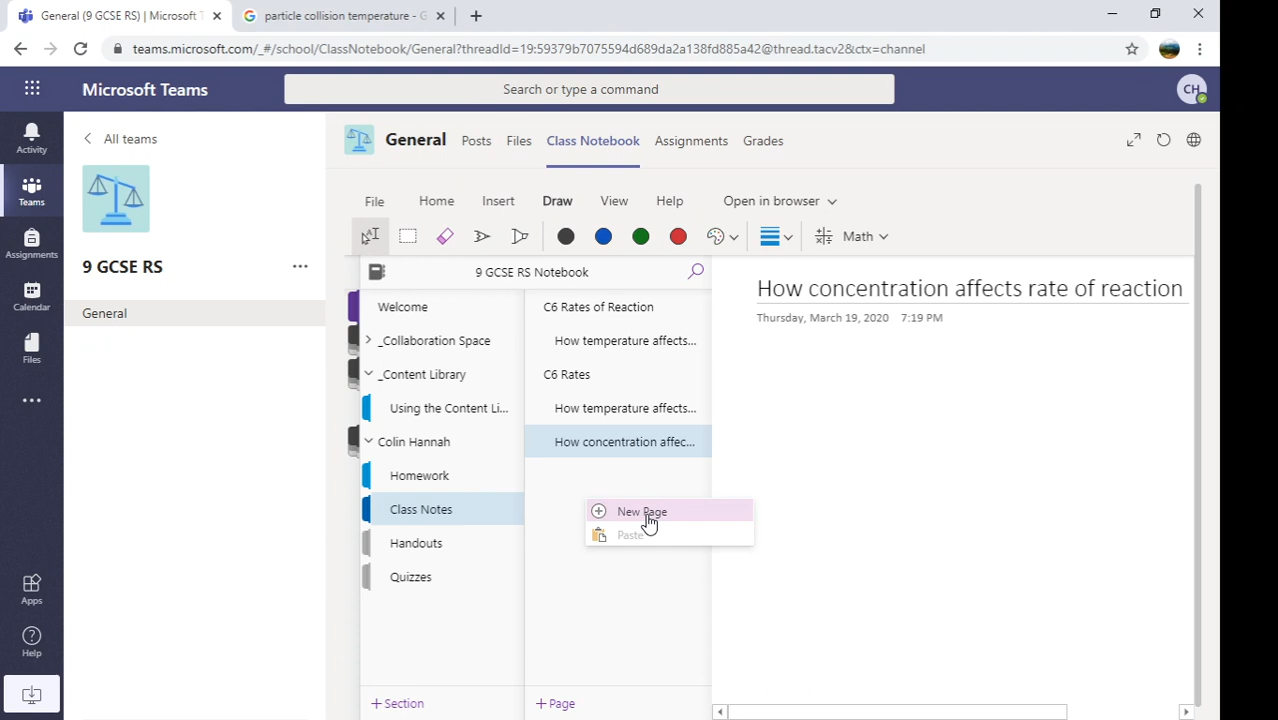 General (9 GCSE RS) | Microsoft T
particle collision temperature - G
teams.microsoft.com/_#/school/ClassNotebook/General?threadId=19:59379b7075594d689da2a138fd885a42@thread.tacv2&ctx=channel
Microsoft Teams
Search or type a command
CH
Activity
Teams
Assignments
Calendar
Files
Apps
Help
All teams
9 GCSE RS
General
General
Posts
Files
Class Notebook
Assignments
Grades
File
Home
Insert
Draw
View
Help
Open in browser
Math
9 GCSE RS Notebook
Welcome
_Collaboration Space
_Content Library
Using the Content Li...
Colin Hannah
Homework
Class Notes
Handouts
Quizzes
+ Section
C6 Rates of Reaction
How temperature affects...
C6 Rates
How temperature affects...
How concentration affec...
New Page
Paste
+ Page
How concentration affects rate of reaction
Thursday, March 19, 2020 7:19 PM